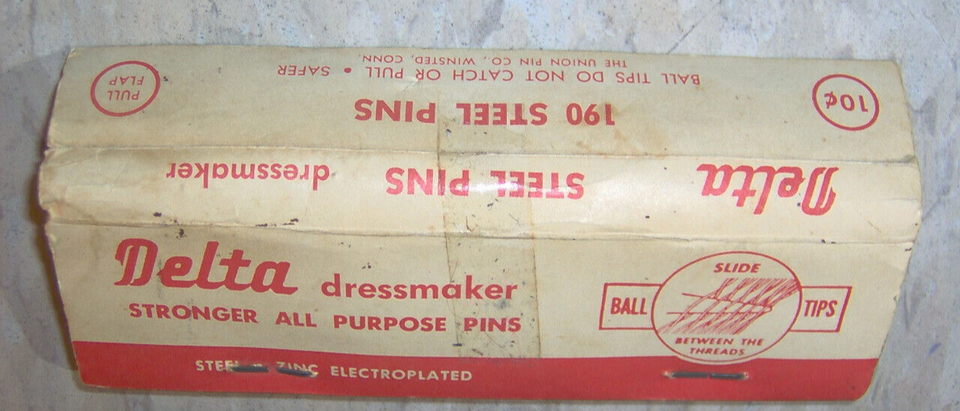 PULL
FLAP
BALL TIPS DO NOT CATCH OR PULL • SAFER
THE UNION PIN CO., WINSTED, CONN.
10¢
190 STEEL PINS
Delta STEEL PINS dressmaker
Delta dressmaker
STRONGER ALL PURPOSE PINS
BALL
SLIDE
BETWEEN THE
THREADS
TIPS
ZINC ELECTROPLATED